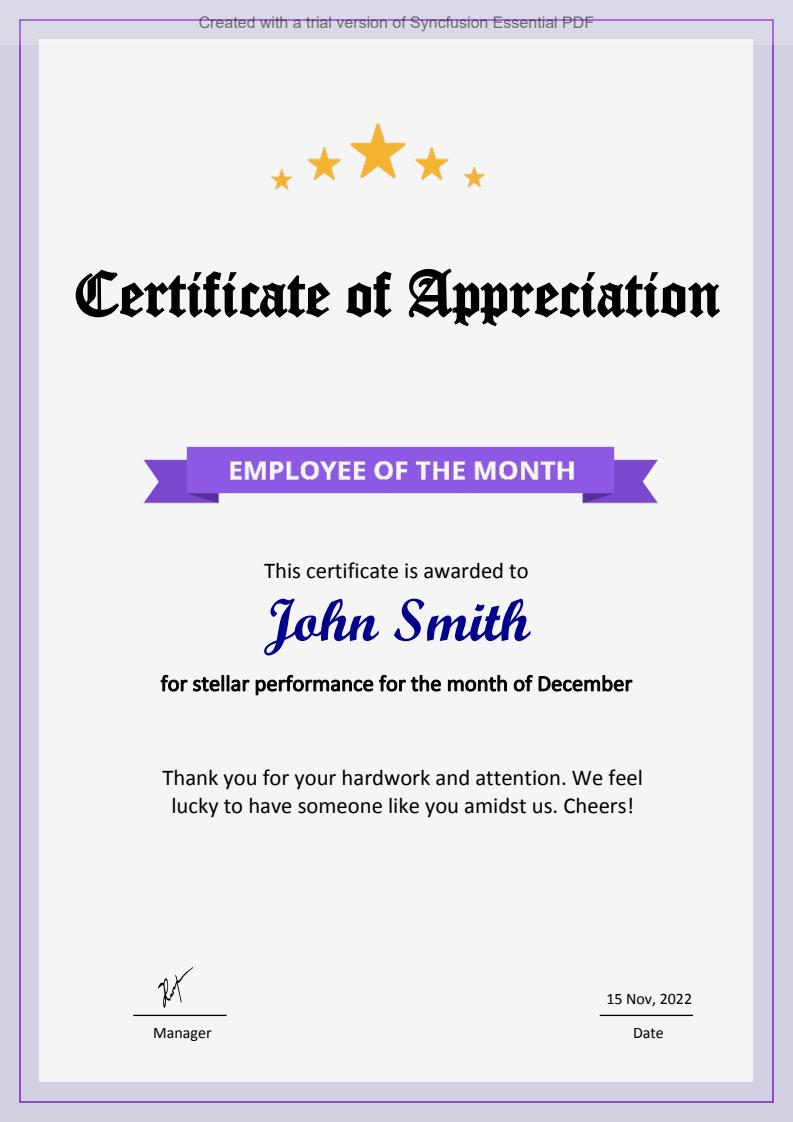 Created with a trial version of Syncfusion Essential PDF
Certificate of Appreciation
EMPLOYEE OF THE MONTH
This certificate is awarded to
John Smith
for stellar performance for the month of December
Thank you for your hardwork and attention. We feel
lucky to have someone like you amidst us. Cheers!
15 Nov, 2022
Manager
Date